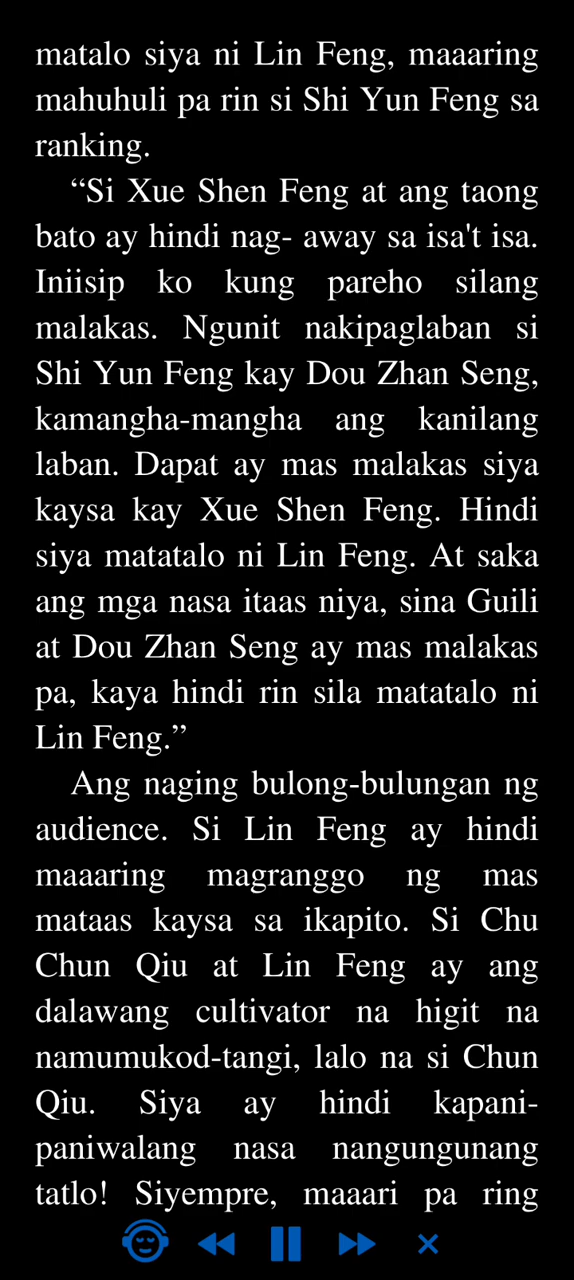 matalo siya ni Lin Feng, maaaring
mahuhuli pa rin si Shi Yun Feng sa
ranking.
“Si Xue Shen Feng at ang taong
bato ay hindi nag- away sa isa't isa.
Iniisip ko kung pareho silang
malakas. Ngunit nakipaglaban si
Shi Yun Feng kay Dou Zhan Seng,
kamangha-mangha ang kanilang
laban. Dapat ay mas malakas siya
kaysa kay Xue Shen Feng. Hindi
siya matatalo ni Lin Feng. At saka
ang mga nasa itaas niya, sina Guili
at Dou Zhan Seng ay mas malakas
pa, kaya hindi rin sila matatalo ni
Lin Feng.”
Ang naging bulong-bulungan ng
audience. Si Lin Feng ay hindi
maaaring magranggo ng mas
mataas kaysa sa ikapito. Si Chu
Chun Qiu at Lin Feng ay ang
dalawang cultivator na higit na
namumukod-tangi, lalo na si Chun
Qiu. Siya ay hindi kapani-
paniwalang nasa nangungunang
tatlo! Siyempre, maaari pa ring